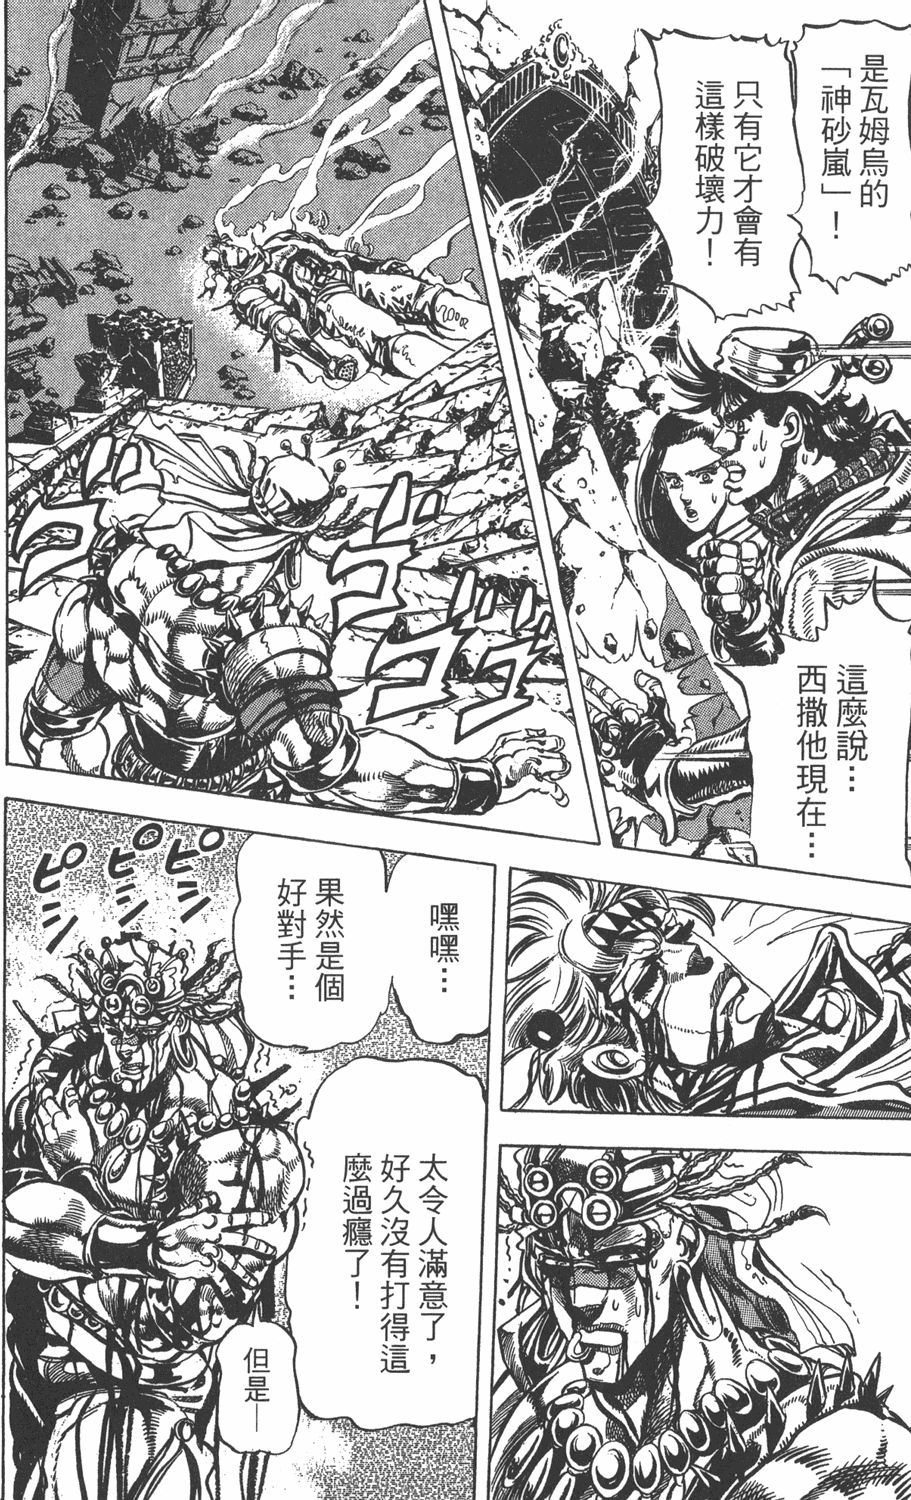 是瓦姆烏的
「神砂嵐」！
只有它才會有
這樣破壞力！
這麼說…
西撒他現在…
ゴゴ
ゴゴ
ゴゴ
嘿嘿…
果然是個
好對手…
太令人滿意了，
好久沒有打得這
麼過癮了！
但是—
ピシ
ピシ
ピシ